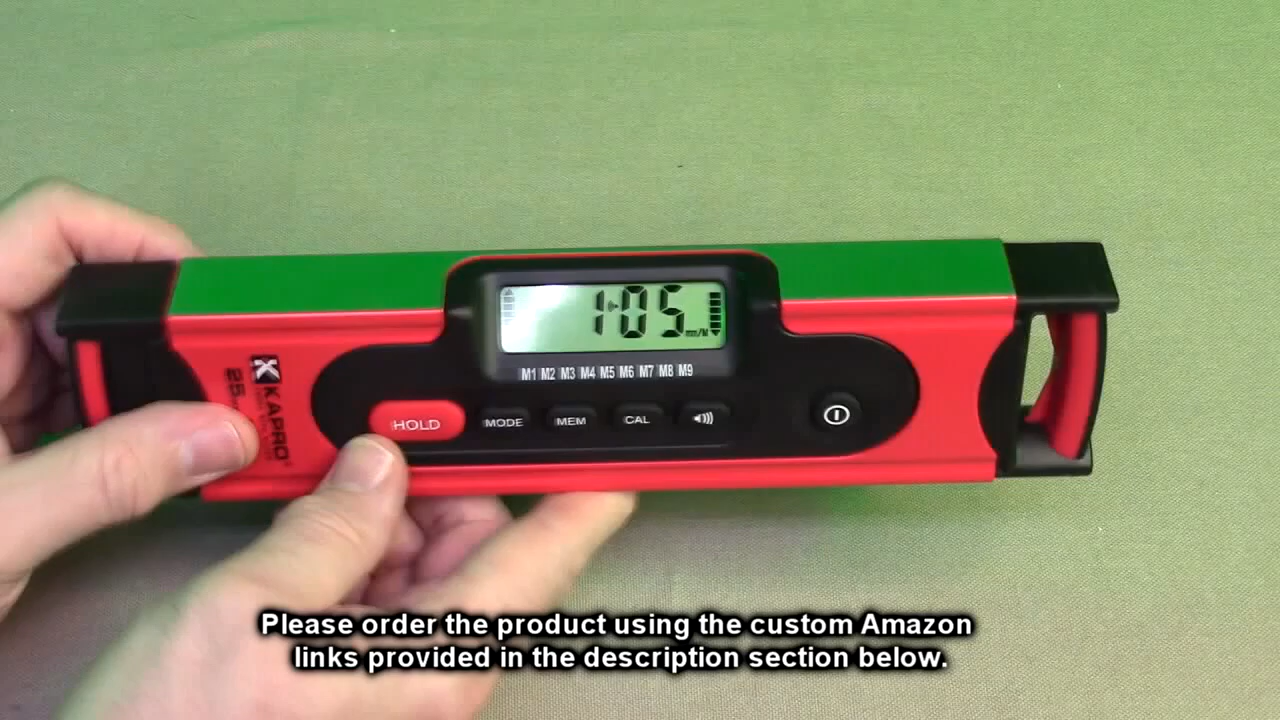 1:05 mm/M
M1 M2 M3 M4 M5 M6 M7 M8 M9
KAPRO®
HOLD MODE MEM CAL
Please order the product using the custom Amazon
links provided in the description section below.